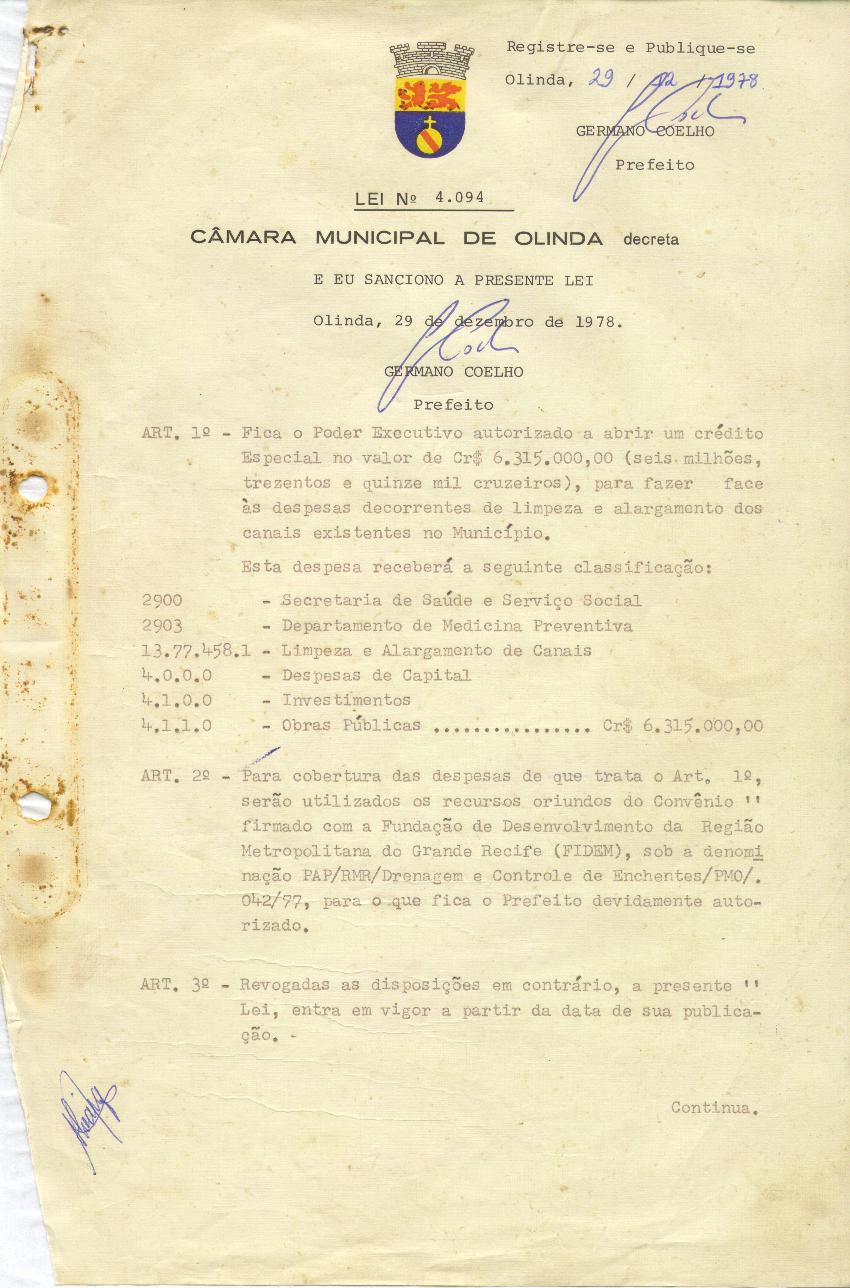 Registre-se e Publique-se
Olinda, 29 / 12 / 1978
GERMANO COELHO
Prefeito
LEI Nº 4.094
CÂMARA MUNICIPAL DE OLINDA decreta
E EU SANCIONO A PRESENTE LEI
Olinda, 29 de dezembro de 1978.
GERMANO COELHO
Prefeito
ART. 1º - Fica o Poder Executivo autorizado a abrir um crédito
Especial no valor de Cr$ 6.315.000,00 (seis milhões,
trezentos e quinze mil cruzeiros), para fazer face
às despesas decorrentes de limpeza e alargamento dos
canais existentes no Município.
Esta despesa receberá a seguinte classificação:
2900 - Secretaria de Saúde e Serviço Social
2903 - Departamento de Medicina Preventiva
13.77.458.1 - Limpeza e Alargamento de Canais
4.0.0.0 - Despesas de Capital
4.1.0.0 - Investimentos
4.1.1.0 - Obras Públicas ................ Cr$ 6.315.000,00
ART. 2º - Para cobertura das despesas de que trata o Art. 1º,
serão utilizados os recursos oriundos do Convênio ''
firmado com a Fundação de Desenvolvimento da Região
Metropolitana do Grande Recife (FIDEM), sob a denomi
nação PAP/RMR/Drenagem e Controle de Enchentes/PMO/.
042/77, para o que fica o Prefeito devidamente auto-
rizado.
ART. 3º - Revogadas as disposições em contrário, a presente ''
Lei, entra em vigor a partir da data de sua publica-
ção. -
Continua.